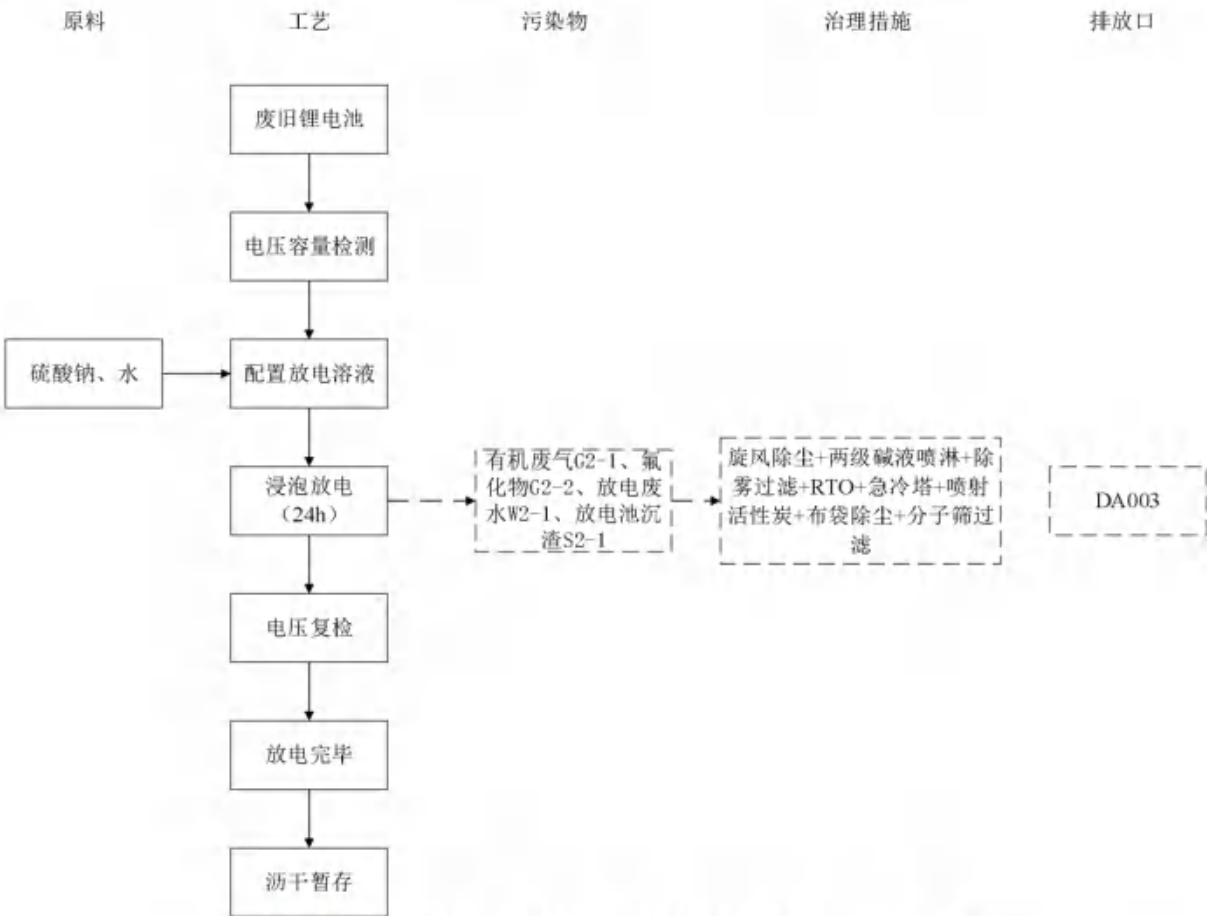 原料 工艺 污染物 治理措施 排放口
废旧锂电池
电压容量检测
硫酸钠、水
配置放电溶液
浸泡放电
（24h）
有机废气G2-1、氟
化物G2-2、放电废
水W2-1、放电池沉
渣S2-1
旋风除尘+两级碱液喷淋+除
雾过滤+RTO+急冷塔+喷射
活性炭+布袋除尘+分子筛过
滤
DA003
电压复检
放电完毕
沥干暂存